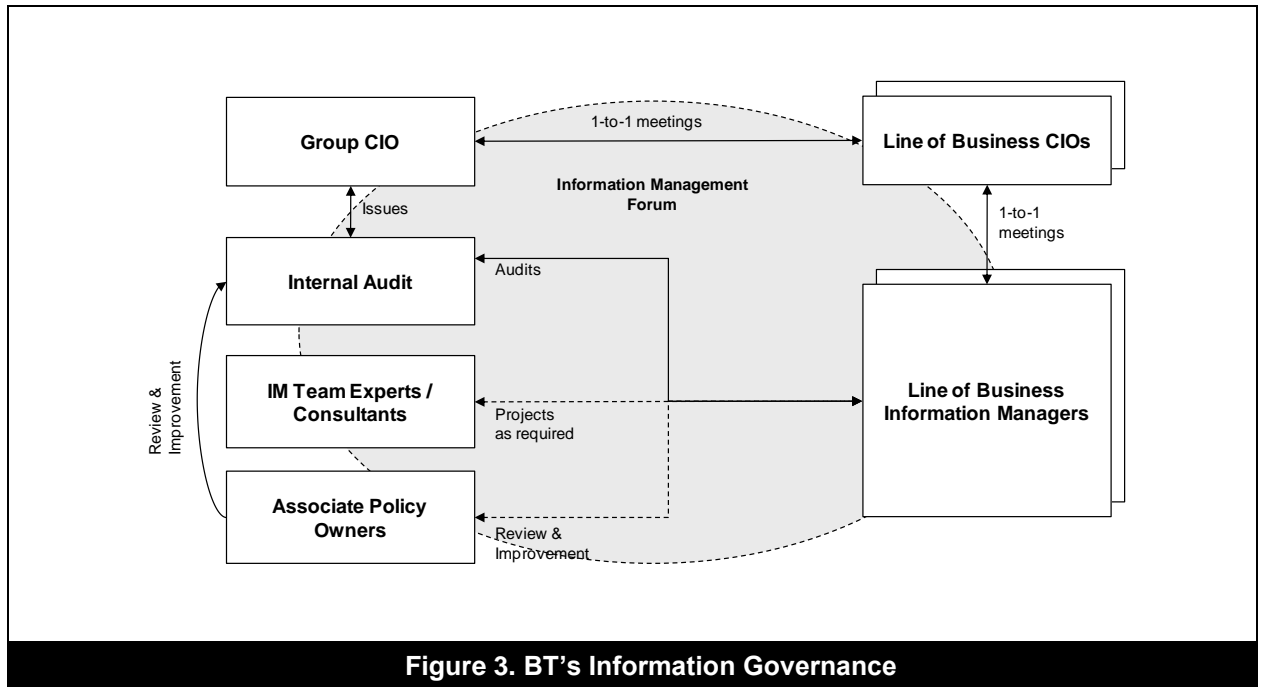 Group CIO
1-to-1 meetings
Line of Business CIOs
Information Management
Forum
Issues
1-to-1
meetings
Internal Audit
Audits
Review &
Improvement
IM Team Experts /
Consultants
Projects
as required
Line of Business
Information Managers
Associate Policy
Owners
Review &
Improvement
Figure 3. BT’s Information Governance